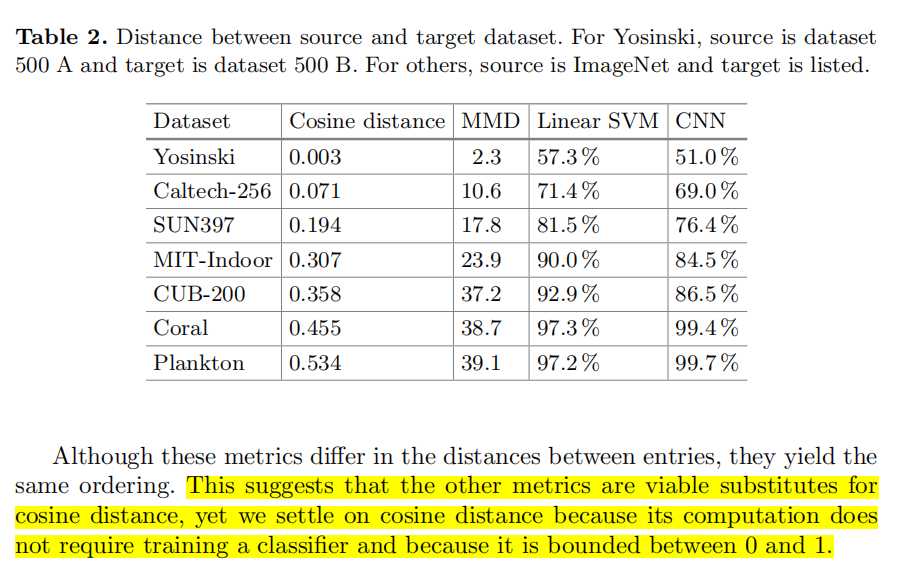 Table 2. Distance between source and target dataset. For Yosinski, source is dataset
500 A and target is dataset 500 B. For others, source is ImageNet and target is listed.
Dataset Cosine distance MMD Linear SVM CNN
Yosinski 0.003 2.3 57.3% 51.0%
Caltech-256 0.071 10.6 71.4% 69.0%
SUN397 0.194 17.8 81.5% 76.4%
MIT-Indoor 0.307 23.9 90.0% 84.5%
CUB-200 0.358 37.2 92.9% 86.5%
Coral 0.455 38.7 97.3% 99.4%
Plankton 0.534 39.1 97.2% 99.7%
Although these metrics differ in the distances between entries, they yield the
same ordering. This suggests that the other metrics are viable substitutes for
cosine distance, yet we settle on cosine distance because its computation does
not require training a classifier and because it is bounded between 0 and 1.